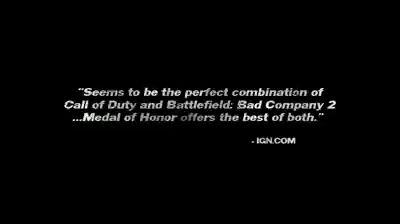 "Seems to be the perfect combination of
Call of Duty and Battlefield: Bad Company 2
...Medal of Honor offers the best of both."
- IGN.COM